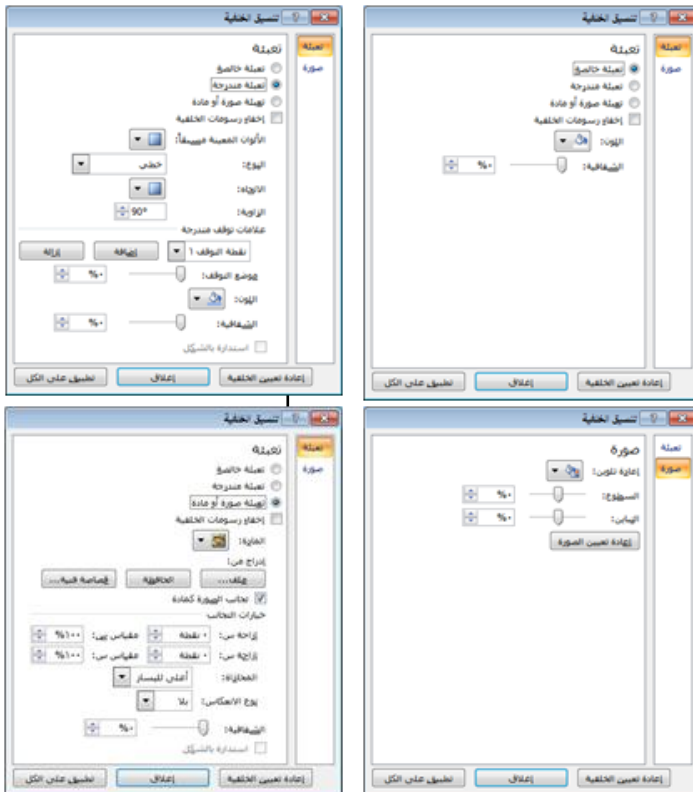 تنسيق الخلفية
تعبئة
صورة
تعبئة
تعبئة خالصة
تعبئة متدرجة
تهيئة صورة أو مادة
إخفاء رسومات الخلفية
اللون:
الشفافية:
٠%
إعادة تعيين الخلفية
إغلاق
تطبيق على الكل
تنسيق الخلفية
تعبئة
صورة
تعبئة
تعبئة خالصة
تعبئة متدرجة
تهيئة صورة أو مادة
إخفاء رسومات الخلفية
الألوان المعينة مسبقاً:
النوع: خطي
الاتجاه:
الزاوية: 90°
علامات توقف متدرجة
نقطة التوقف ١ إضافة إزالة
موضع التوقف: ٠%
اللون:
الشفافية: ٠%
استدارة بالشكل
إعادة تعيين الخلفية
إغلاق
تطبيق على الكل
تنسيق الخلفية
تعبئة
صورة
صورة
إعادة تلوين:
السطوع: ٠%
التباين: ٠%
إعادة تعيين الصورة
إعادة تعيين الخلفية
إغلاق
تطبيق على الكل
تنسيق الخلفية
تعبئة
صورة
تعبئة
تعبئة خالصة
تعبئة متدرجة
تهيئة صورة أو مادة
إخفاء رسومات الخلفية
المادة:
إدراج من:
ملف... الحافظة قصاصة فنية...
تجانب الصورة كمادة
خيارات التجانب
إزاحة س: ٠ نقطة مقياس س: ١٠٠%
إزاحة س: ٠ نقطة مقياس س: ١٠٠%
المحاذاة: أعلى لليسار
نوع الانعكاس: بلا
الشفافية: ٠%
استدارة بالشكل
إعادة تعيين الخلفية
إغلاق
تطبيق على الكل